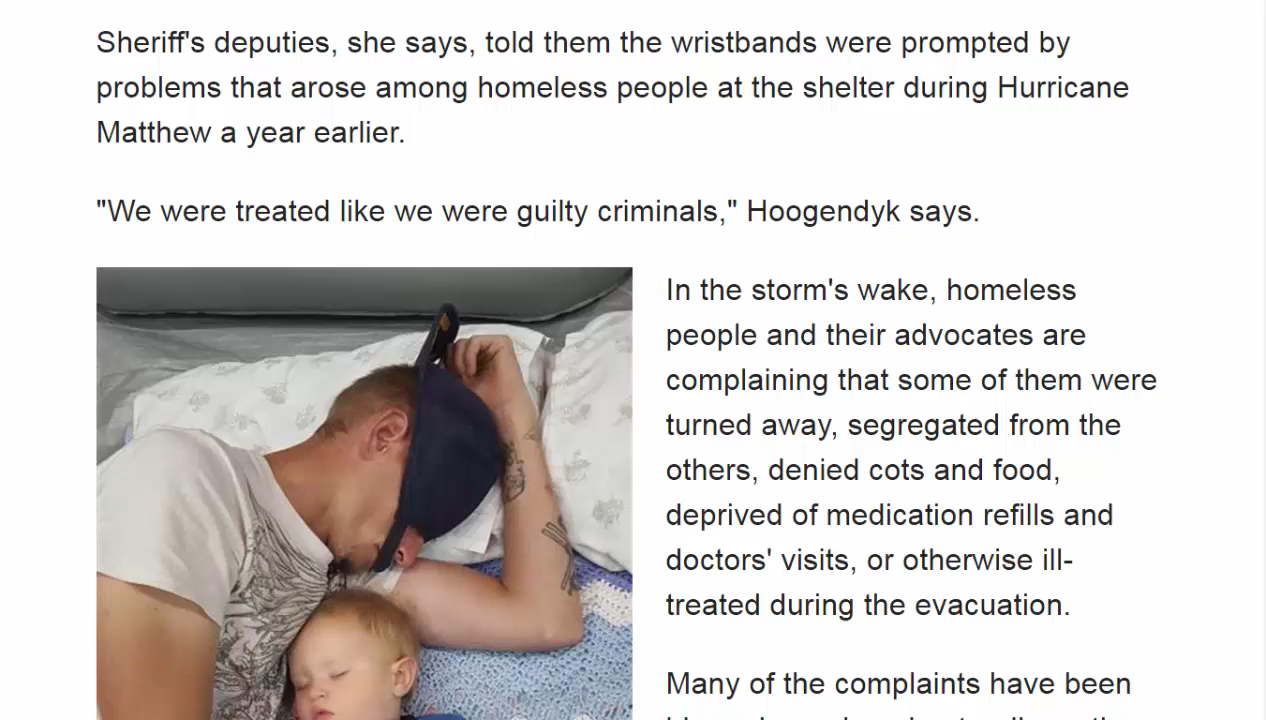 Sheriff's deputies, she says, told them the wristbands were prompted by
problems that arose among homeless people at the shelter during Hurricane
Matthew a year earlier.
"We were treated like we were guilty criminals," Hoogendyk says.
In the storm's wake, homeless
people and their advocates are
complaining that some of them were
turned away, segregated from the
others, denied cots and food,
deprived of medication refills and
doctors' visits, or otherwise ill-
treated during the evacuation.
Many of the complaints have been